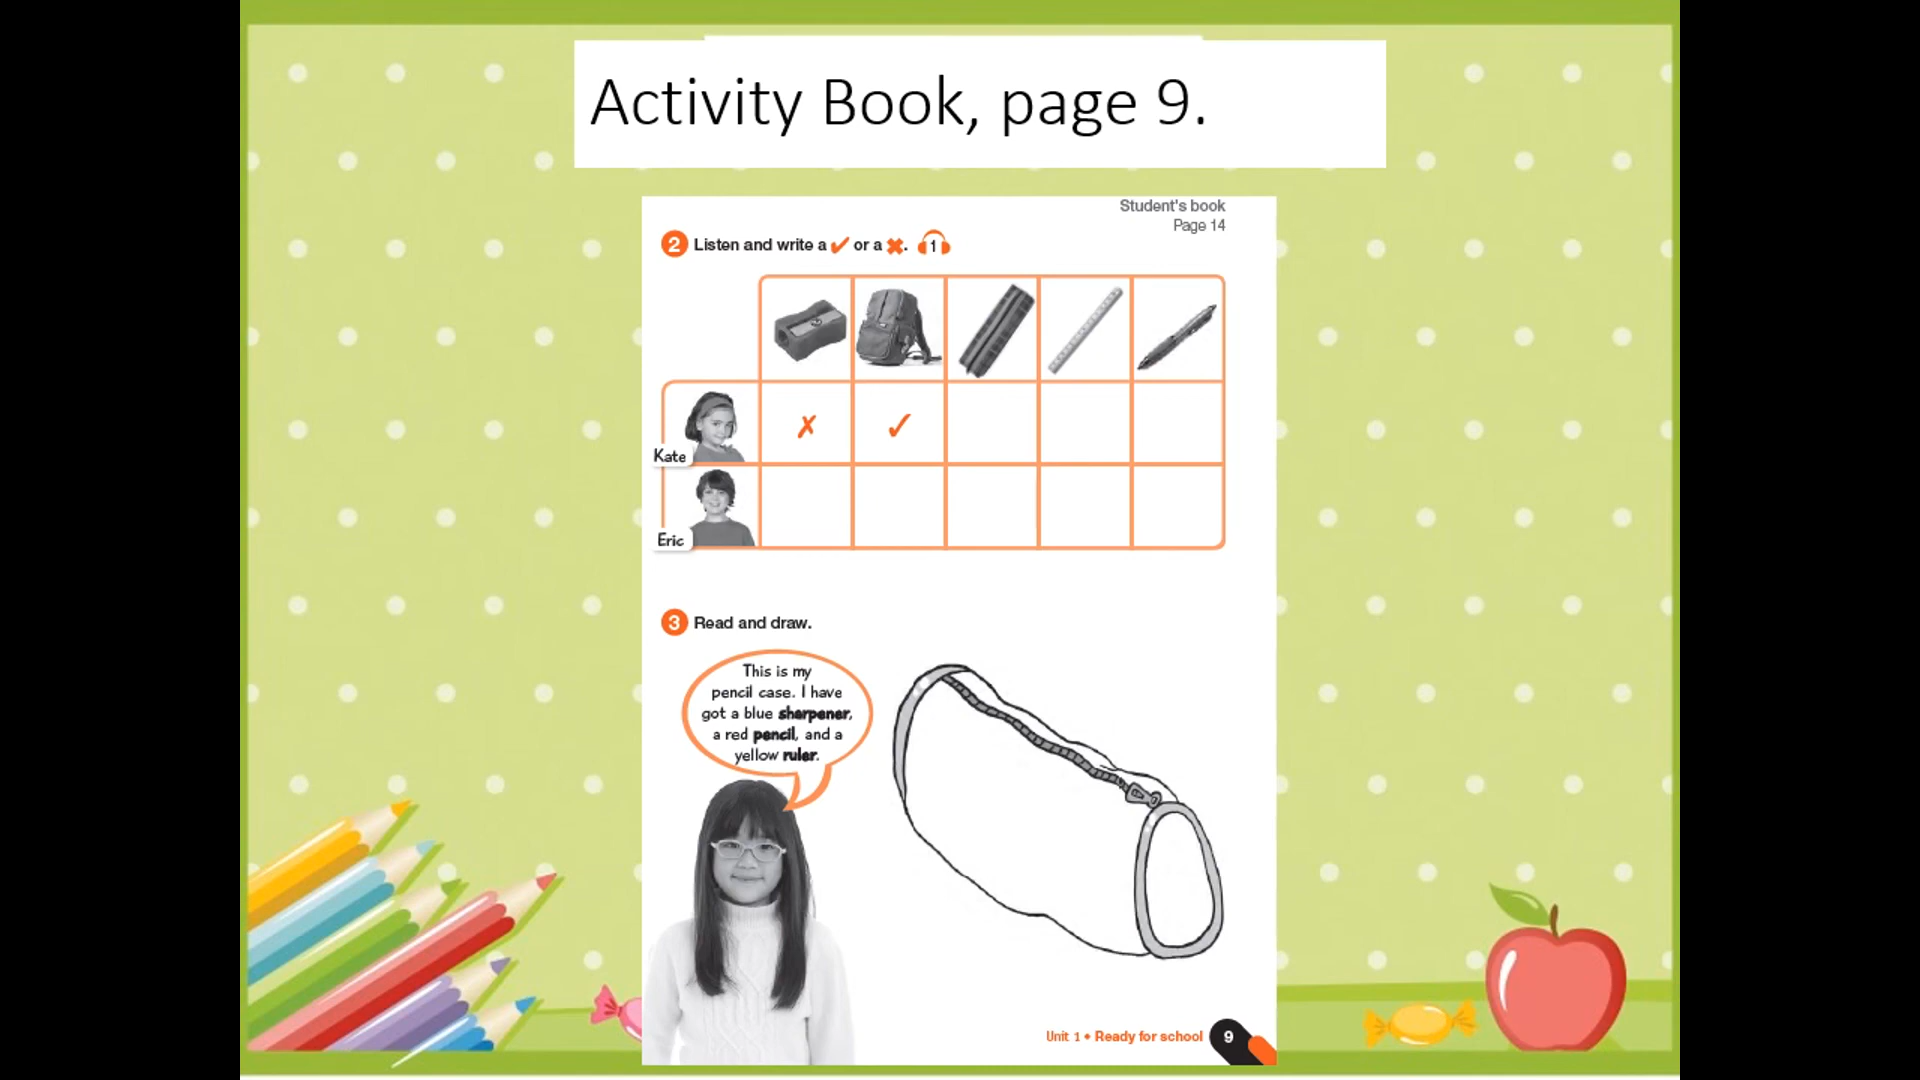 Activity Book, page 9.
Student's book
Page 14
2 Listen and write a ✓ or a ✖. 1
✗ ✓
Kate
Eric
3 Read and draw.
This is my
pencil case. I have
got a blue sharpener,
a red pencil, and a
yellow ruler.
Unit 1 • Ready for school 9